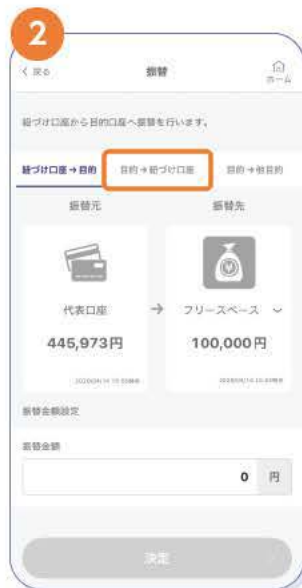 2
< 戻る 振替 ホーム
紐づけ口座から目的口座へ振替を行います。
紐づけ口座→目的 目的→紐づけ口座 目的→他目的
振替元 振替先
代表口座 → フリースペース
445,973円 100,000円
振替金額設定
振替金額
0 円
決定